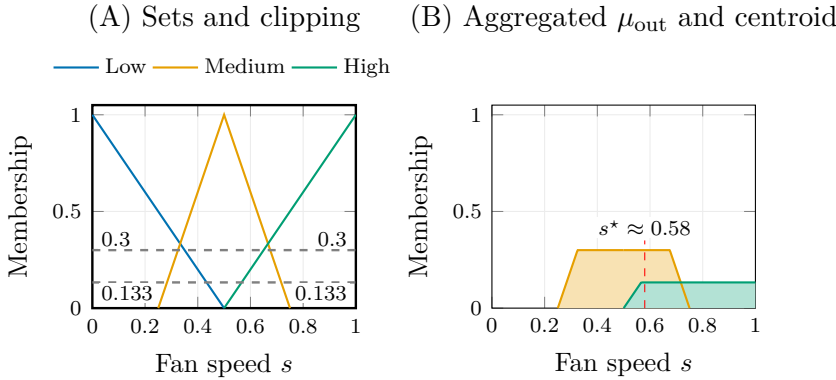 (A) Sets and clipping
Low Medium High
1
0.5
0
0.3 0.3
0.133 0.133
0 0.2 0.4 0.6 0.8 1
Membership
Fan speed s
(B) Aggregated μout and centroid
1
0.5
0
s⋆ ≈ 0.58
0 0.2 0.4 0.6 0.8 1
Membership
Fan speed s